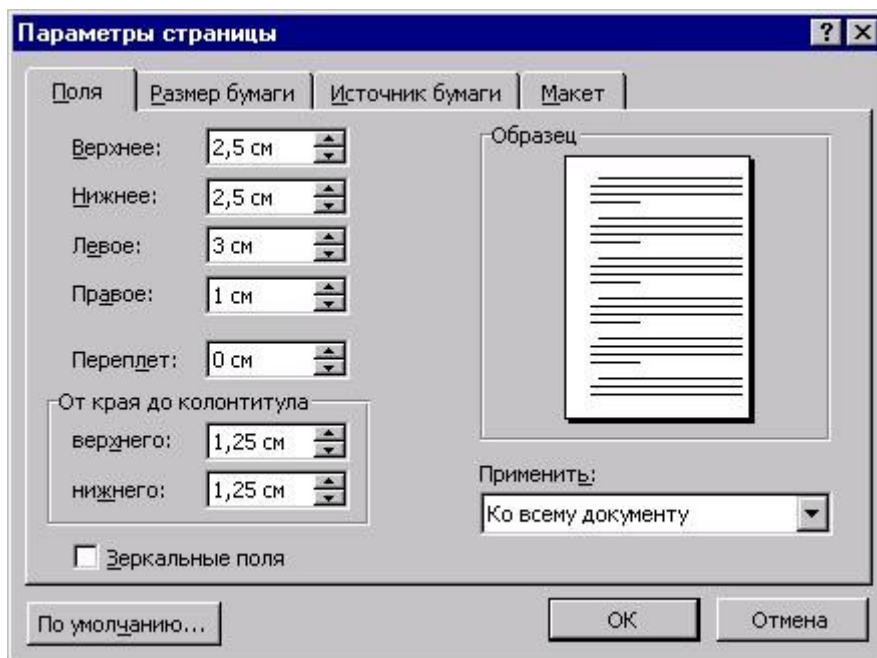 Параметры страницы
Поля Размер бумаги Источник бумаги Макет
Верхнее: 2,5 см
Нижнее: 2,5 см
Левое: 3 см
Правое: 1 см
Переплет: 0 см
От края до колонтитула
верхнего: 1,25 см
нижнего: 1,25 см
Зеркальные поля
Образец
Применить:
Ко всему документу
По умолчанию... ОК Отмена